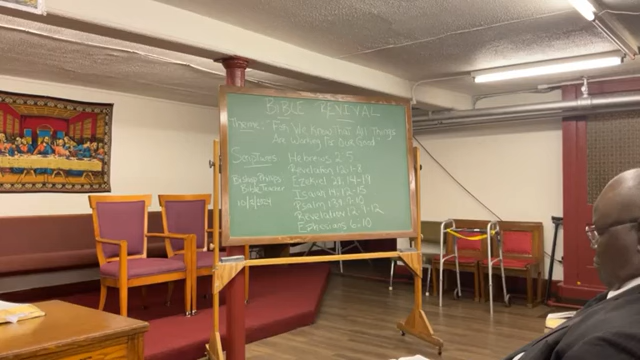 BIBLE REVIVAL
Theme: "For We Know That All Things
Are Working For Our Good"
Scriptures Hebrews 2:5
Revelation 12:1-8
Bishop Phipps Ezekiel 28:14-19
Bible Teacher Isaiah 14:12-15
10/5/2024 Psalm 139:7-10
Revelation 12:1-12
Ephesians 6:10